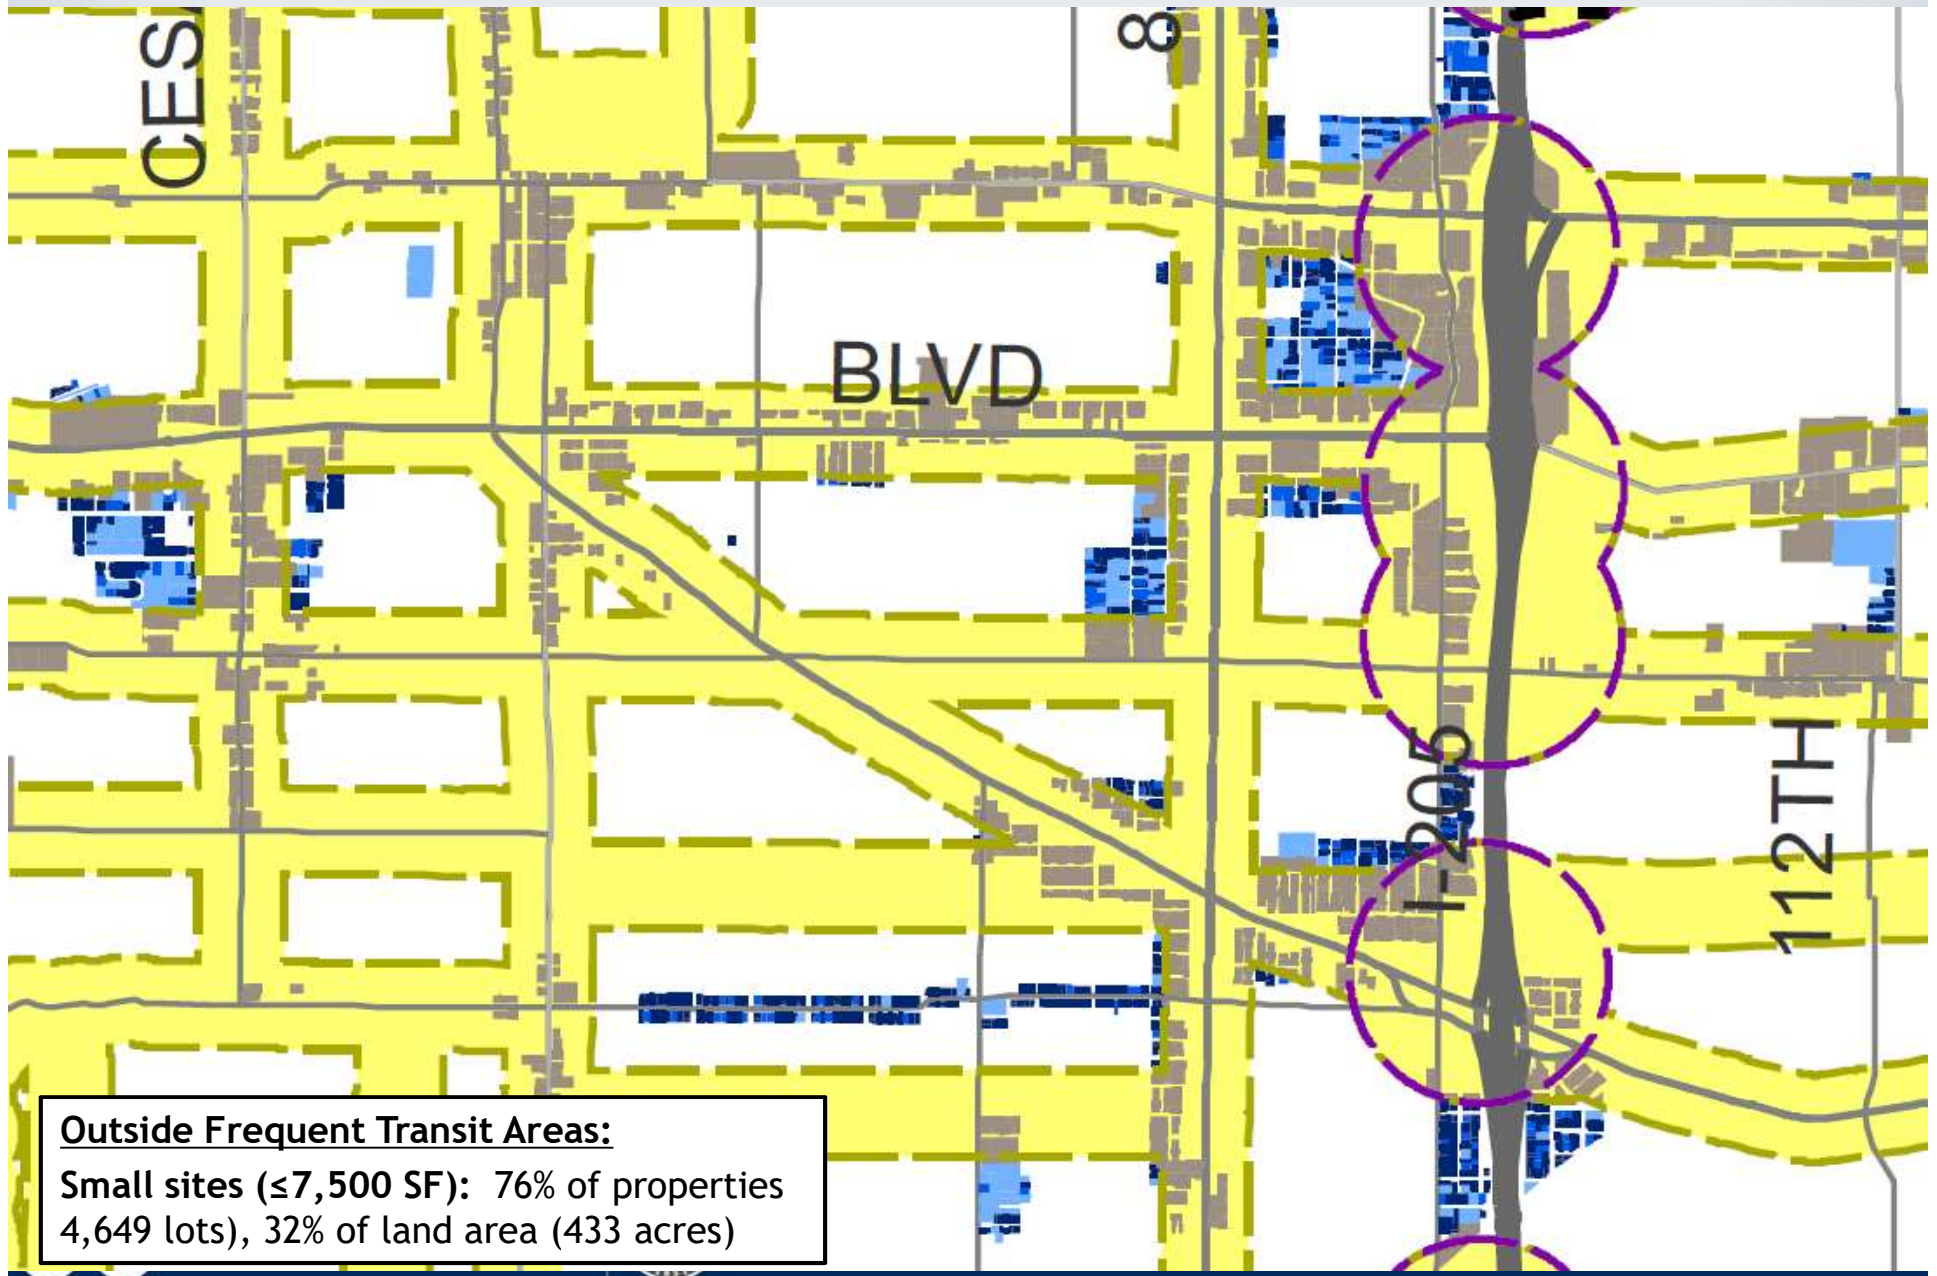 CES
8
BLVD
I-205
112TH
Outside Frequent Transit Areas:
Small sites (≤7,500 SF): 76% of properties
4,649 lots), 32% of land area (433 acres)